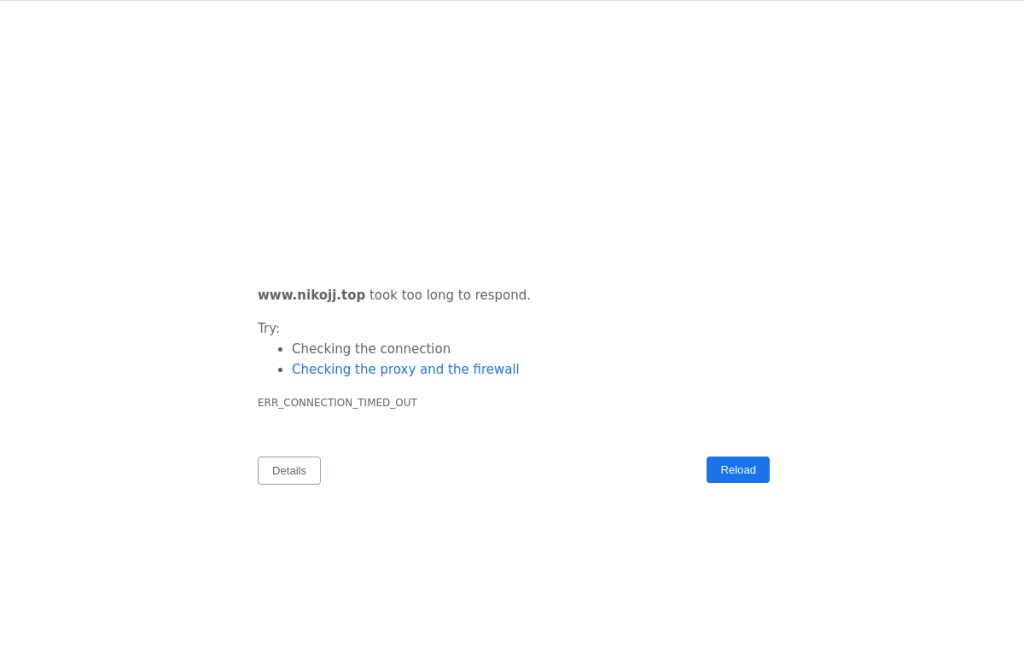 www.nikojj.top took too long to respond.
Try:
Checking the connection
Checking the proxy and the firewall
ERR_CONNECTION_TIMED_OUT
Details
Reload